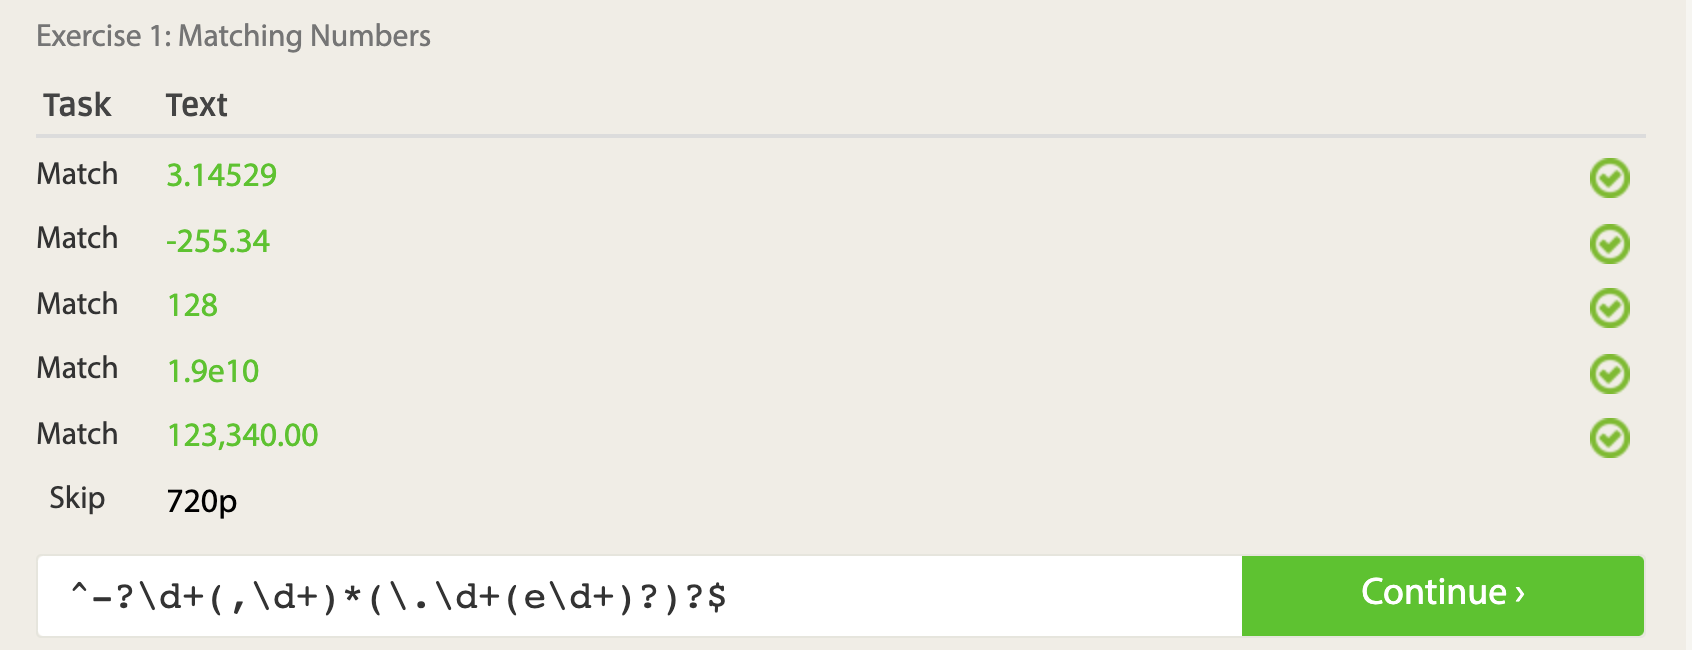 Exercise 1: Matching Numbers
Task Text
Match 3.14529
Match -255.34
Match 128
Match 1.9e10
Match 123,340.00
Skip 720p
^-?\d+(,\d+)*(\.\d+(e\d+)?)?$ Continue ›